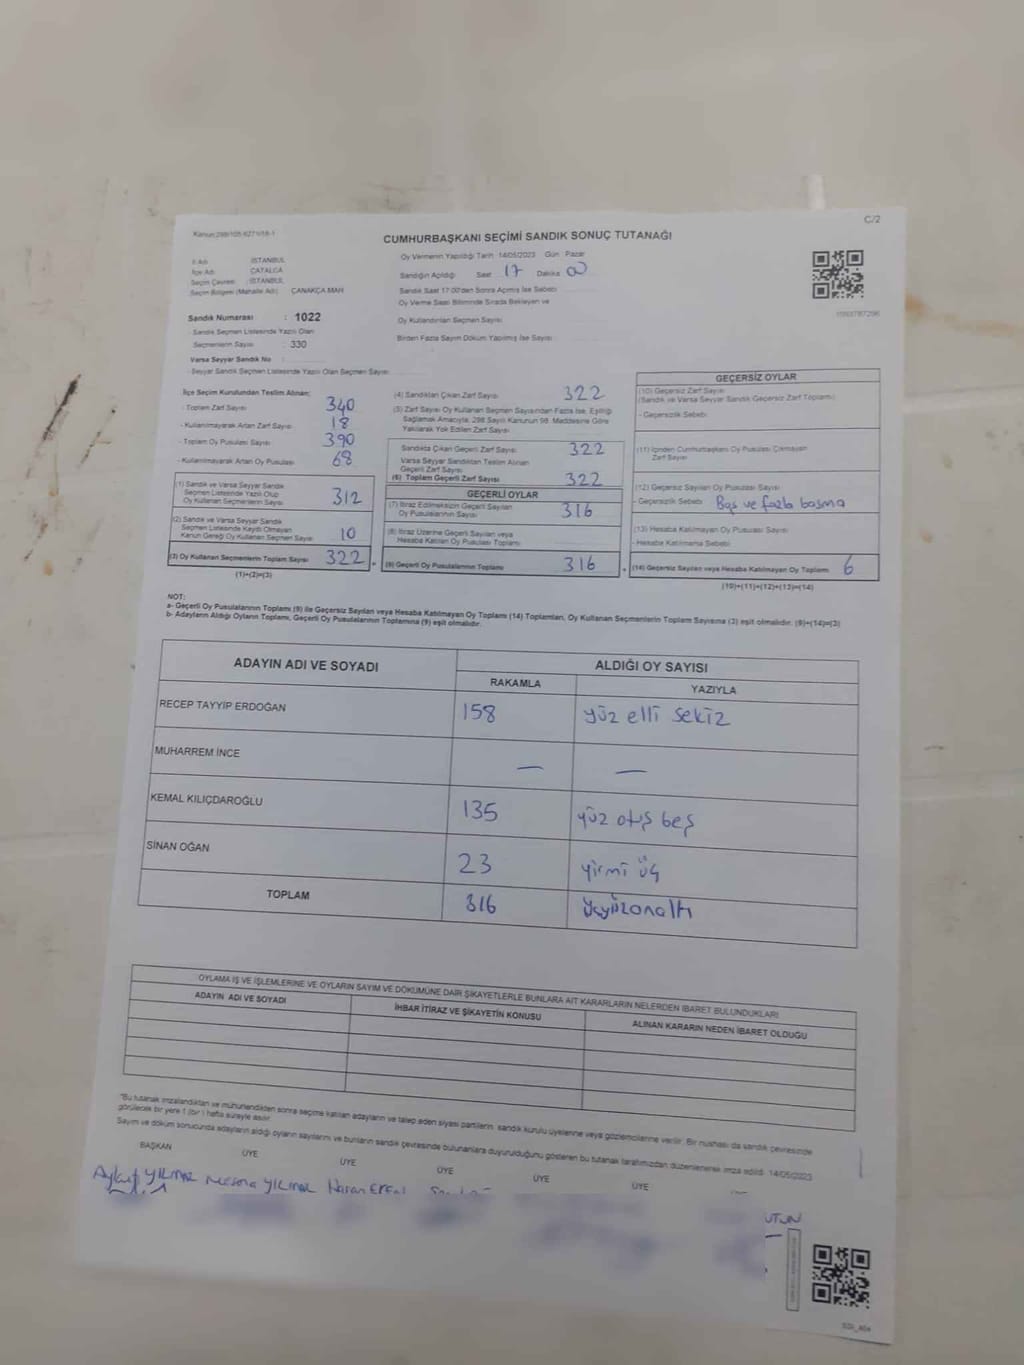 C/2
Kanun:298/105 6271/18-1
CUMHURBAŞKANI SEÇİMİ SANDIK SONUÇ TUTANAĞI
İl Adı : İSTANBUL
İlçe Adı : ÇATALCA
Seçim Çevresi : İSTANBUL
Seçim Bölgesi (Mahalle Adı) : ÇANAKÇA MAH
Sandık Numarası : 1022
- Sandık Seçmen Listesinde Yazılı Olan
Seçmenlerin Sayısı : 330
Varsa Seyyar Sandık No :
- Seyyar Sandık Seçmen Listesinde Yazılı Olan Seçmen Sayısı :
Oy Vermenin Yapıldığı Tarih 14/05/2023 Gün Pazar
Sandığın Açıldığı Saat 17 Dakika 00
Sandık Saat 17:00'den Sonra Açılmış İse Sebebi
Oy Verme Saati Bitiminde Sırada Bekleyen ve
Oy Kullandırılan Seçmen Sayısı
Birden Fazla Sayım Döküm Yapılmış İse Sayısı
İlçe Seçim Kurulundan Teslim Alınan;
- Toplam Zarf Sayısı 340
- Kullanılmayarak Artan Zarf Sayısı 18
- Toplam Oy Pusulası Sayısı 390
- Kullanılmayarak Artan Oy Pusulası 68
(1) Sandık ve Varsa Seyyar Sandık
Seçmen Listesinde Yazılı Olup
Oy Kullanan Seçmenlerin Sayısı 312
(2) Sandık ve Varsa Seyyar Sandık
Seçmen Listesinde Kayıtlı Olmayan
Kanun Gereği Oy Kullanan Seçmen Sayısı 10
(3) Oy Kullanan Seçmenlerin Toplam Sayısı 322
(1)+(2)=(3)
(4) Sandıktan Çıkan Zarf Sayısı 322
(5) Zarf Sayısı Oy Kullanan Seçmen Sayısından Fazla İse, Eşitliği
Sağlamak Amacıyla, 298 Sayılı Kanunun 98. Maddesine Göre
Yakılarak Yok Edilen Zarf Sayısı
Sandıkta Çıkan Geçerli Zarf Sayısı 322
Varsa Seyyar Sandıktan Teslim Alınan
Geçerli Zarf Sayısı
(6) Toplam Geçerli Zarf Sayısı 322
GEÇERLİ OYLAR
(7) İtiraz Edilmeksizin Geçerli Sayılan
Oy Pusulalarının Sayısı 316
(8) İtiraz Üzerine Geçerli Sayılan veya
Hesaba Katılan Oy Pusulası Toplamı
(9) Geçerli Oy Pusulalarının Toplamı 316
GEÇERSİZ OYLAR
(10) Geçersiz Zarf Sayısı
(Sandık ve Varsa Seyyar Sandık Geçersiz Zarf Toplamı)
- Geçersizlik Sebebi
(11) İçinden Cumhurbaşkanı Oy Pusulası Çıkmayan
Zarf Sayısı
(12) Geçersiz Sayılan Oy Pusulası Sayısı
- Geçersizlik Sebebi Boş ve fazla basma
(13) Hesaba Katılmayan Oy Pusulası Sayısı
- Hesaba Katılmama Sebebi
(14) Geçersiz Sayılan veya Hesaba Katılmayan Oy Toplamı 6
(10)+(11)+(12)+(13)=(14)
NOT:
a- Geçerli Oy Pusulalarının Toplamı (9) ile Geçersiz Sayılan veya Hesaba Katılmayan Oy Toplamı (14) Toplamları, Oy Kullanan Seçmenlerin Toplam Sayısına (3) eşit olmalıdır. (9)+(14)=(3)
b- Adayların Aldığı Oyların Toplamı, Geçerli Oy Pusulalarının Toplamına (9) eşit olmalıdır.
ADAYIN ADI VE SOYADI ALDIĞI OY SAYISI
RAKAMLA YAZIYLA
RECEP TAYYİP ERDOĞAN 158 yüz elli sekiz
MUHARREM İNCE — —
KEMAL KILIÇDAROĞLU 135 yüz otuş beş
SİNAN OĞAN 23 yirmi üç
TOPLAM 316 üçyüzonaltı
OYLAMA İŞ VE İŞLEMLERİNE VE OYLARIN SAYIM VE DÖKÜMÜNE DAİR ŞİKAYETLERLE BUNLARA AİT KARARLARIN NELERDEN İBARET BULUNDUKLARI
ADAYIN ADI VE SOYADI İHBAR İTİRAZ VE ŞİKAYETİN KONUSU ALINAN KARARIN NEDEN İBARET OLDUĞU
"Bu tutanak imzalandıktan ve mühürlendikten sonra seçime katılan adayların ve talep eden siyasi partilerin sandık kurulu üyelerine veya gözlemcilerine verilir. Bir nüshası da sandık çevresinde
görülecek bir yere 1 (bir) hafta süreyle asılır.
Sayım ve döküm sonucunda adayların aldığı oyların sayılarını ve bunların sandık çevresinde bulunanlara duyurulduğunu gösteren bu tutanak tarafımızdan düzenlenerek imza edildi. 14/05/2023
BAŞKAN ÜYE ÜYE ÜYE ÜYE ÜYE
Aykut YILMAZ YILMAZ Hasan
UTUN